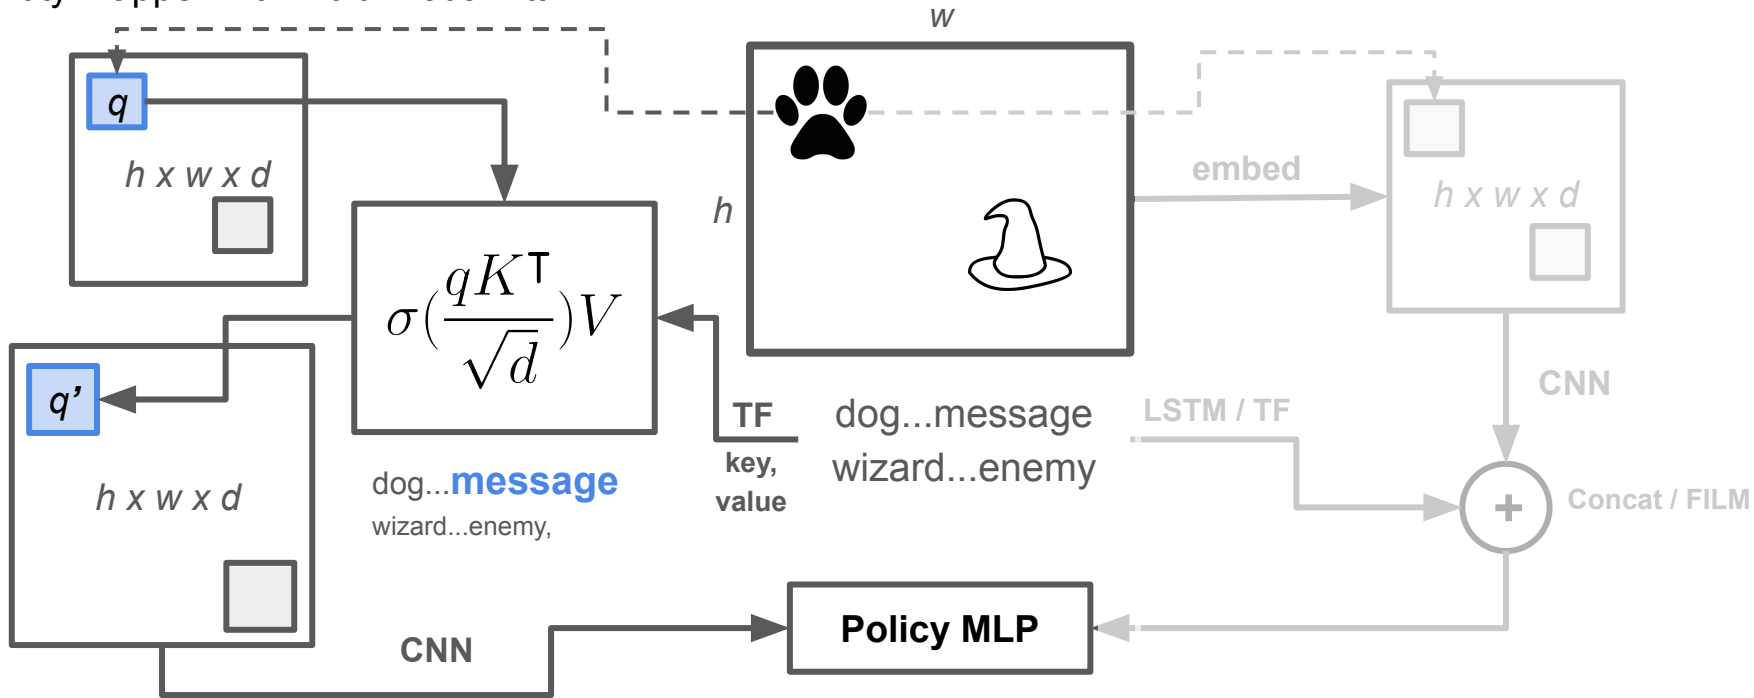 w
q
h x w x d
h
embed
h x w x d
σ(qKᵀ/√d)V
q’
h x w x d
CNN
TF
key,
value
dog...message
wizard...enemy
LSTM / TF
dog...message
wizard...enemy,
Concat / FILM
+
CNN
Policy MLP